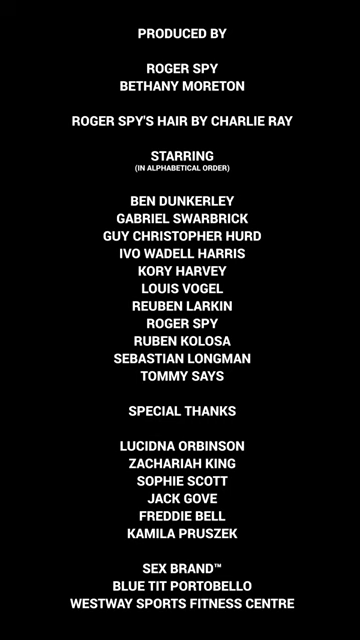 PRODUCED BY
ROGER SPY
BETHANY MORETON
ROGER SPY'S HAIR BY CHARLIE RAY
STARRING
(IN ALPHABETICAL ORDER)
BEN DUNKERLEY
GABRIEL SWARBRICK
GUY CHRISTOPHER HURD
IVO WADELL HARRIS
KORY HARVEY
LOUIS VOGEL
REUBEN LARKIN
ROGER SPY
RUBEN KOLOSA
SEBASTIAN LONGMAN
TOMMY SAYS
SPECIAL THANKS
LUCIDNA ORBINSON
ZACHARIAH KING
SOPHIE SCOTT
JACK GOVE
FREDDIE BELL
KAMILA PRUSZEK
SEX BRAND™
BLUE TIT PORTOBELLO
WESTWAY SPORTS FITNESS CENTRE